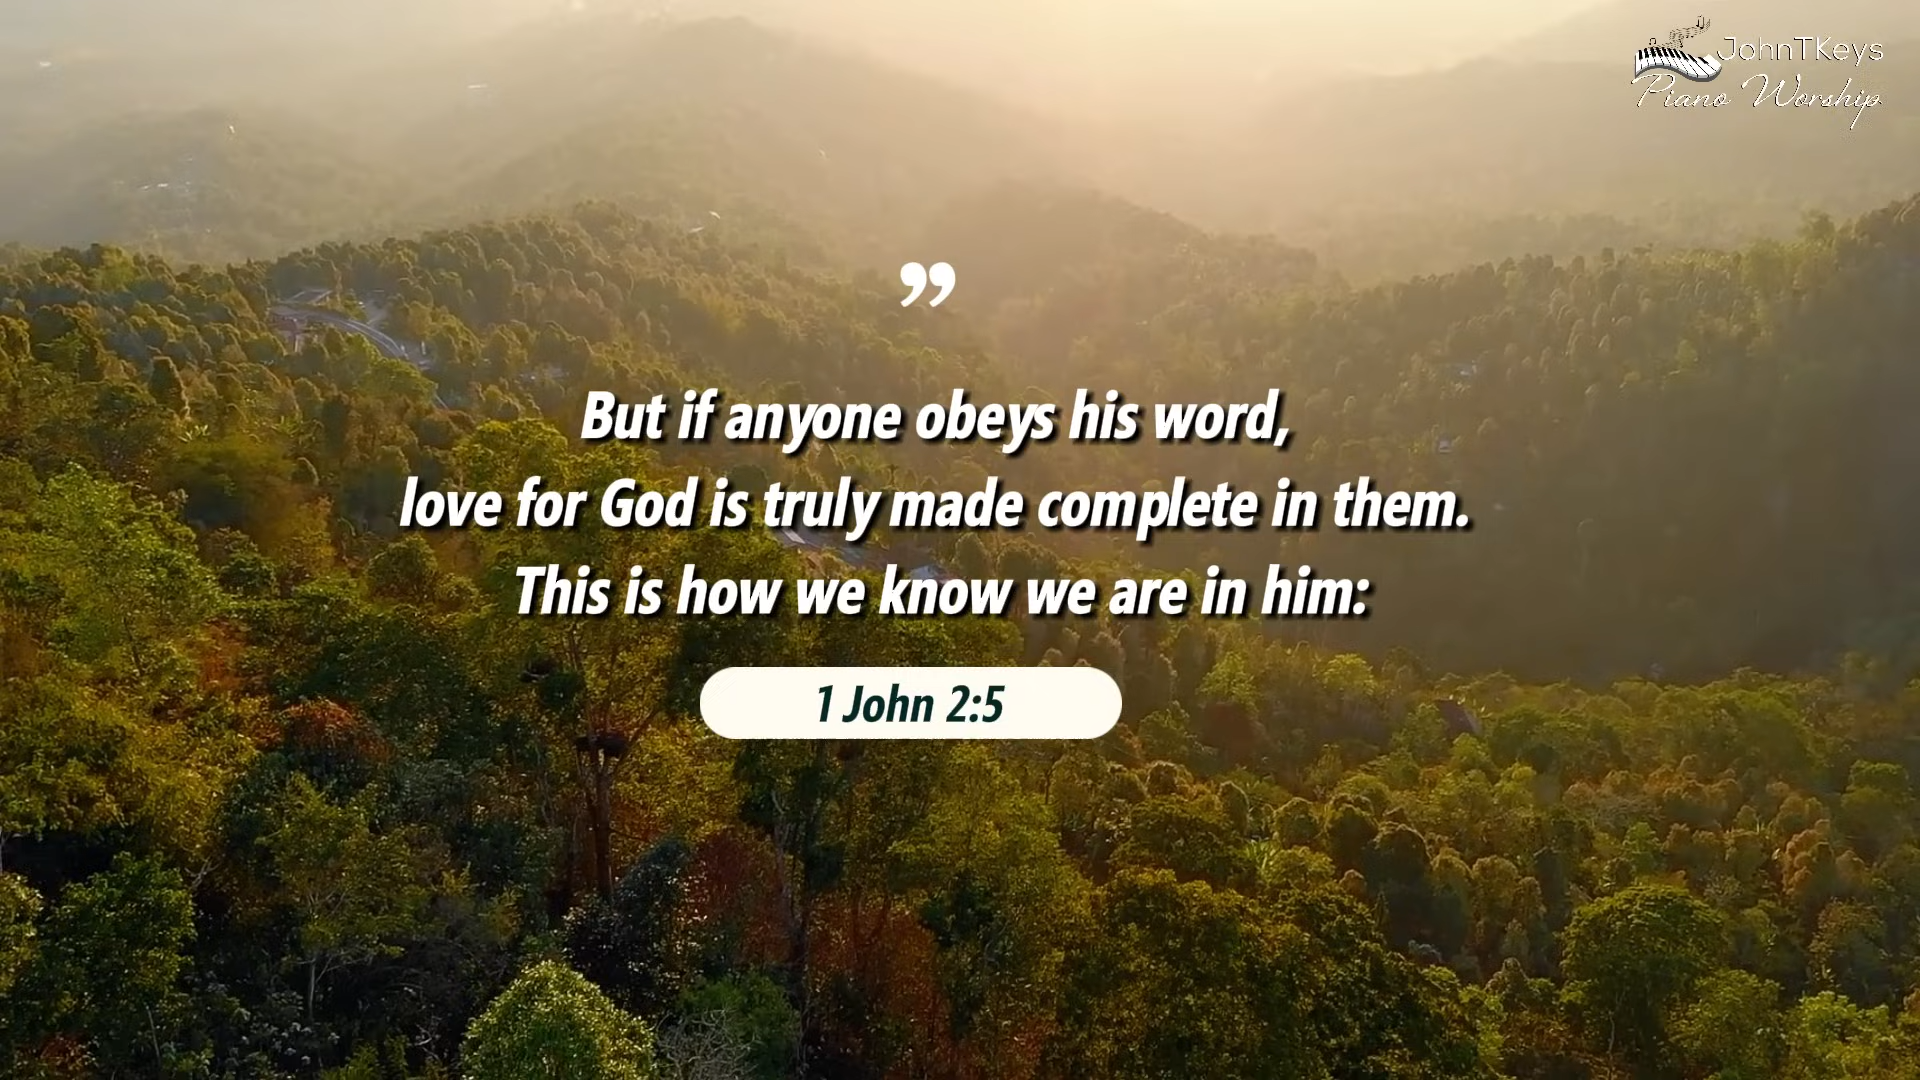 JohnTKeys
Piano Worship
”
But if anyone obeys his word,
love for God is truly made complete in them.
This is how we know we are in him:
1 John 2:5